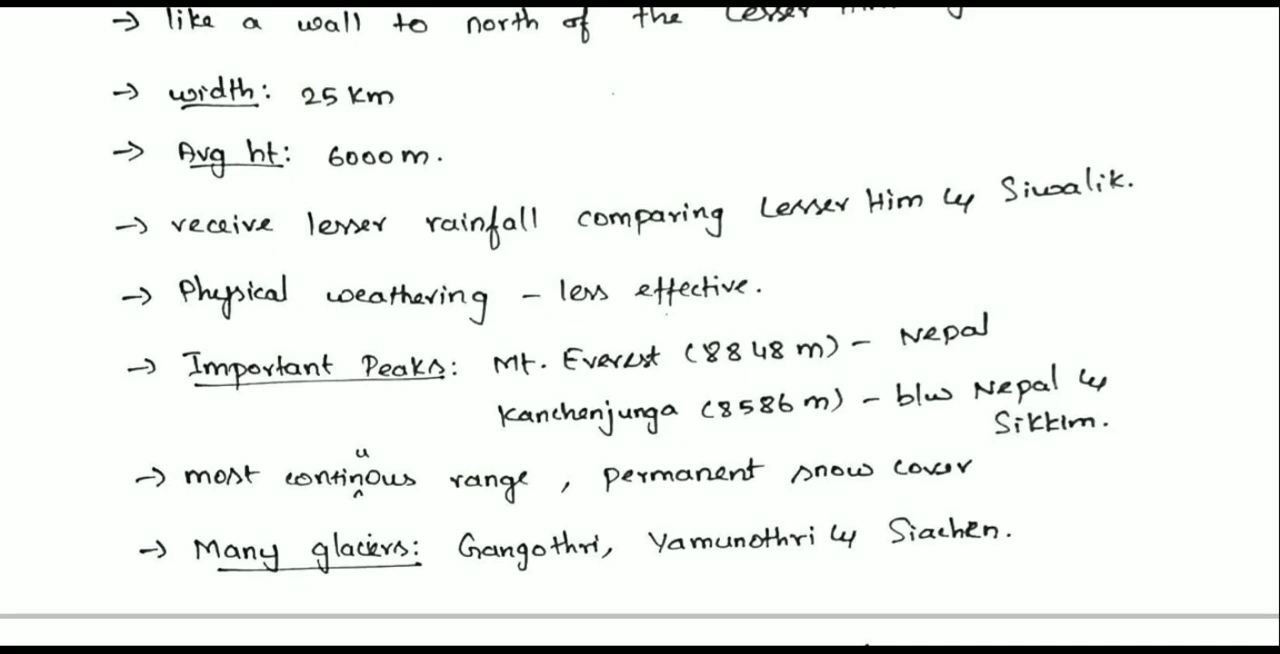 → like a wall to north of the Lesser
→ width: 25 Km
→ Avg ht: 6000 m.
→ receive lesser rainfall comparing Lesser Him & Siwalik.
→ Physical weathering – less effective.
→ Important Peaks: Mt. Everest (8848 m) – Nepal
Kanchenjunga (8586 m) – b/w Nepal &
Sikkim.
→ most continuous range, permanent snow cover
→ Many glaciers: Gangothri, Yamunothri & Siachen.